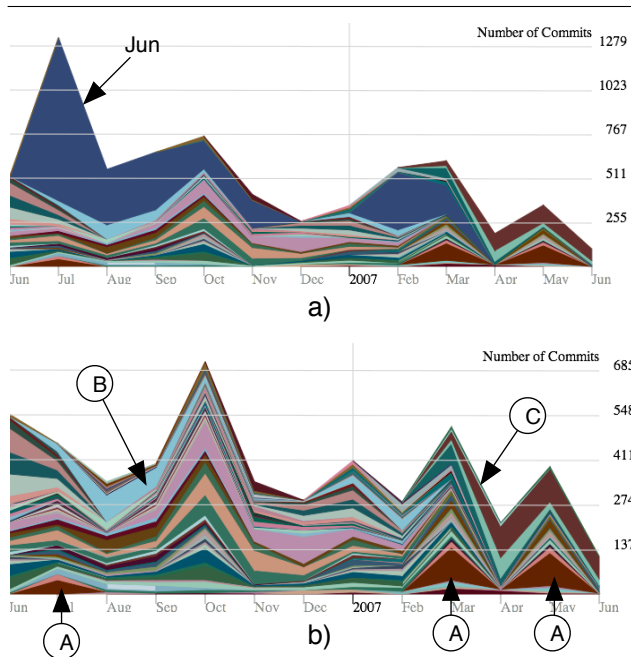 Number of Commits
1279
1023
767
511
255
Jun
Jun Jul Aug Sep Oct Nov Dec 2007 Feb Mar Apr May Jun
a)
Number of Commits
685
548
411
274
137
B
C
Jun Jul Aug Sep Oct Nov Dec 2007 Feb Mar Apr May Jun
A A A
b)